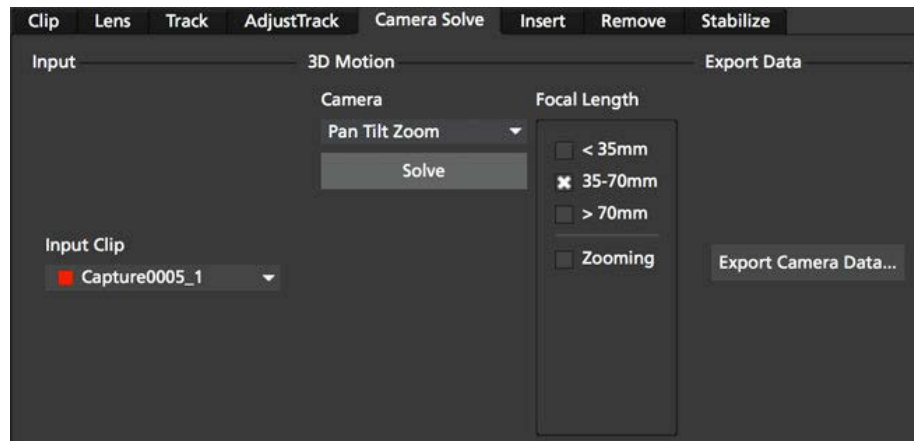 Clip Lens Track AdjustTrack Camera Solve Insert Remove Stabilize
Input 3D Motion Export Data
Camera Focal Length
Pan Tilt Zoom
< 35mm
Solve
35-70mm
> 70mm
Input Clip
Zooming
Export Camera Data...
Capture0005_1